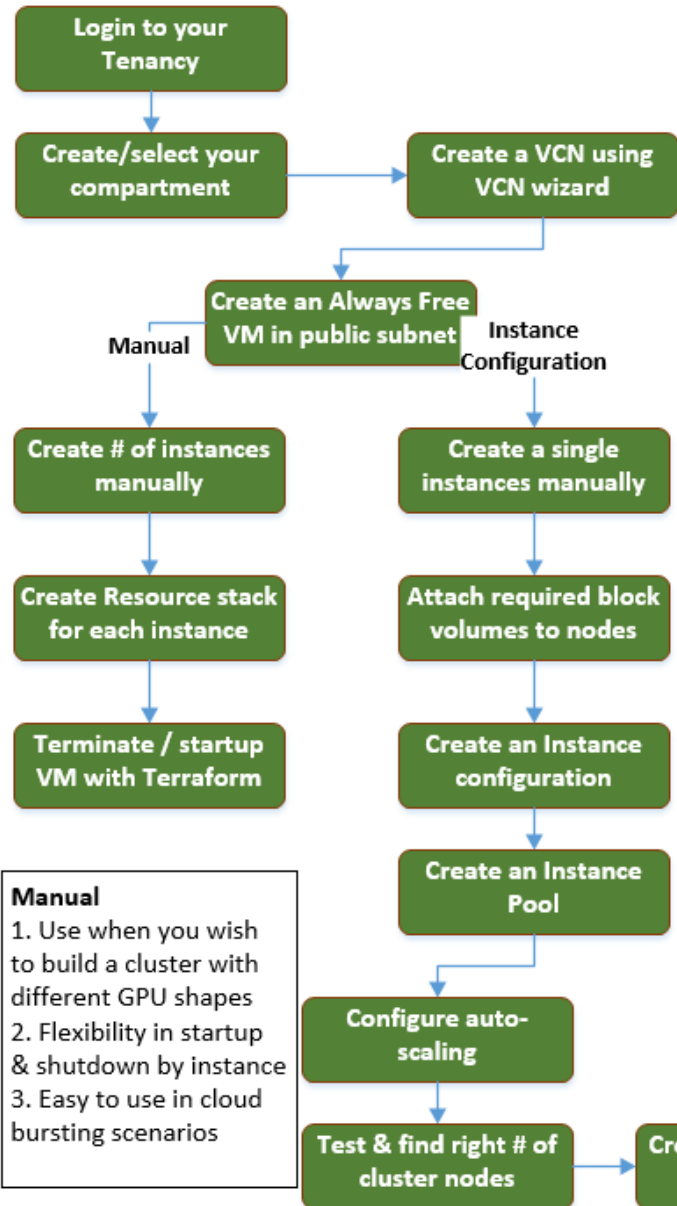 Login to your
Tenancy
Create/select your
compartment
Create a VCN using
VCN wizard
Create an Always Free
VM in public subnet
Manual
Instance
Configuration
Create # of instances
manually
Create a single
instances manually
Create Resource stack
for each instance
Attach required block
volumes to nodes
Terminate / startup
VM with Terraform
Create an Instance
configuration
Create an Instance
Pool
Manual
1. Use when you wish
to build a cluster with
different GPU shapes
2. Flexibility in startup
& shutdown by instance
3. Easy to use in cloud
bursting scenarios
Configure auto-
scaling
Test & find right # of
cluster nodes